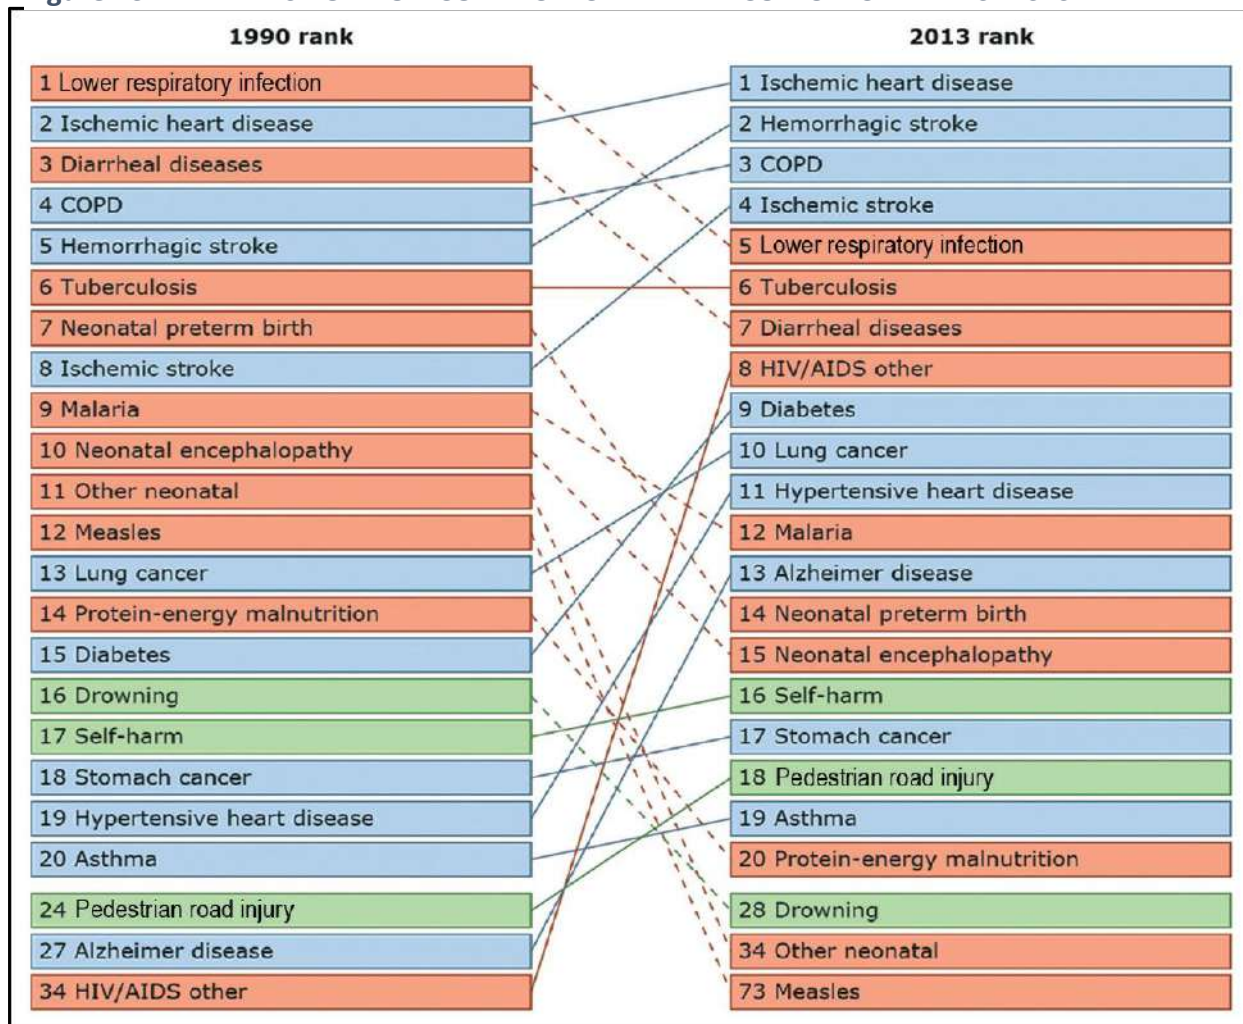 1990 rank
1 Lower respiratory infection
2 Ischemic heart disease
3 Diarrheal diseases
4 COPD
5 Hemorrhagic stroke
6 Tuberculosis
7 Neonatal preterm birth
8 Ischemic stroke
9 Malaria
10 Neonatal encephalopathy
11 Other neonatal
12 Measles
13 Lung cancer
14 Protein-energy malnutrition
15 Diabetes
16 Drowning
17 Self-harm
18 Stomach cancer
19 Hypertensive heart disease
20 Asthma
24 Pedestrian road injury
27 Alzheimer disease
34 HIV/AIDS other
2013 rank
1 Ischemic heart disease
2 Hemorrhagic stroke
3 COPD
4 Ischemic stroke
5 Lower respiratory infection
6 Tuberculosis
7 Diarrheal diseases
8 HIV/AIDS other
9 Diabetes
10 Lung cancer
11 Hypertensive heart disease
12 Malaria
13 Alzheimer disease
14 Neonatal preterm birth
15 Neonatal encephalopathy
16 Self-harm
17 Stomach cancer
18 Pedestrian road injury
19 Asthma
20 Protein-energy malnutrition
28 Drowning
34 Other neonatal
73 Measles